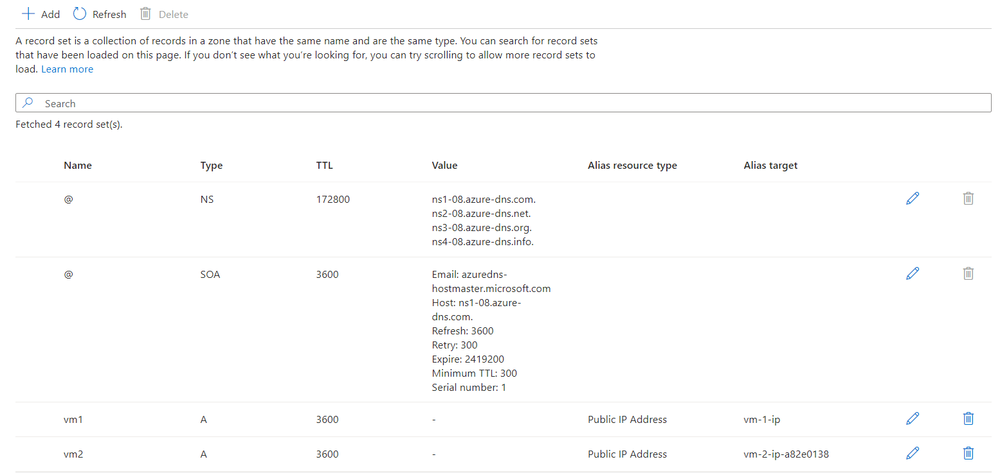 Add Refresh Delete
A record set is a collection of records in a zone that have the same name and are the same type. You can search for record sets
that have been loaded on this page. If you don’t see what you’re looking for, you can try scrolling to allow more record sets to
load. Learn more
Search
Fetched 4 record set(s).
Name Type TTL Value Alias resource type Alias target
@ NS 172800 ns1-08.azure-dns.com.
ns2-08.azure-dns.net.
ns3-08.azure-dns.org.
ns4-08.azure-dns.info.
@ SOA 3600 Email: azuredns-
hostmaster.microsoft.com
Host: ns1-08.azure-
dns.com.
Refresh: 3600
Retry: 300
Expire: 2419200
Minimum TTL: 300
Serial number: 1
vm1 A 3600 - Public IP Address vm-1-ip
vm2 A 3600 - Public IP Address vm-2-ip-a82e0138